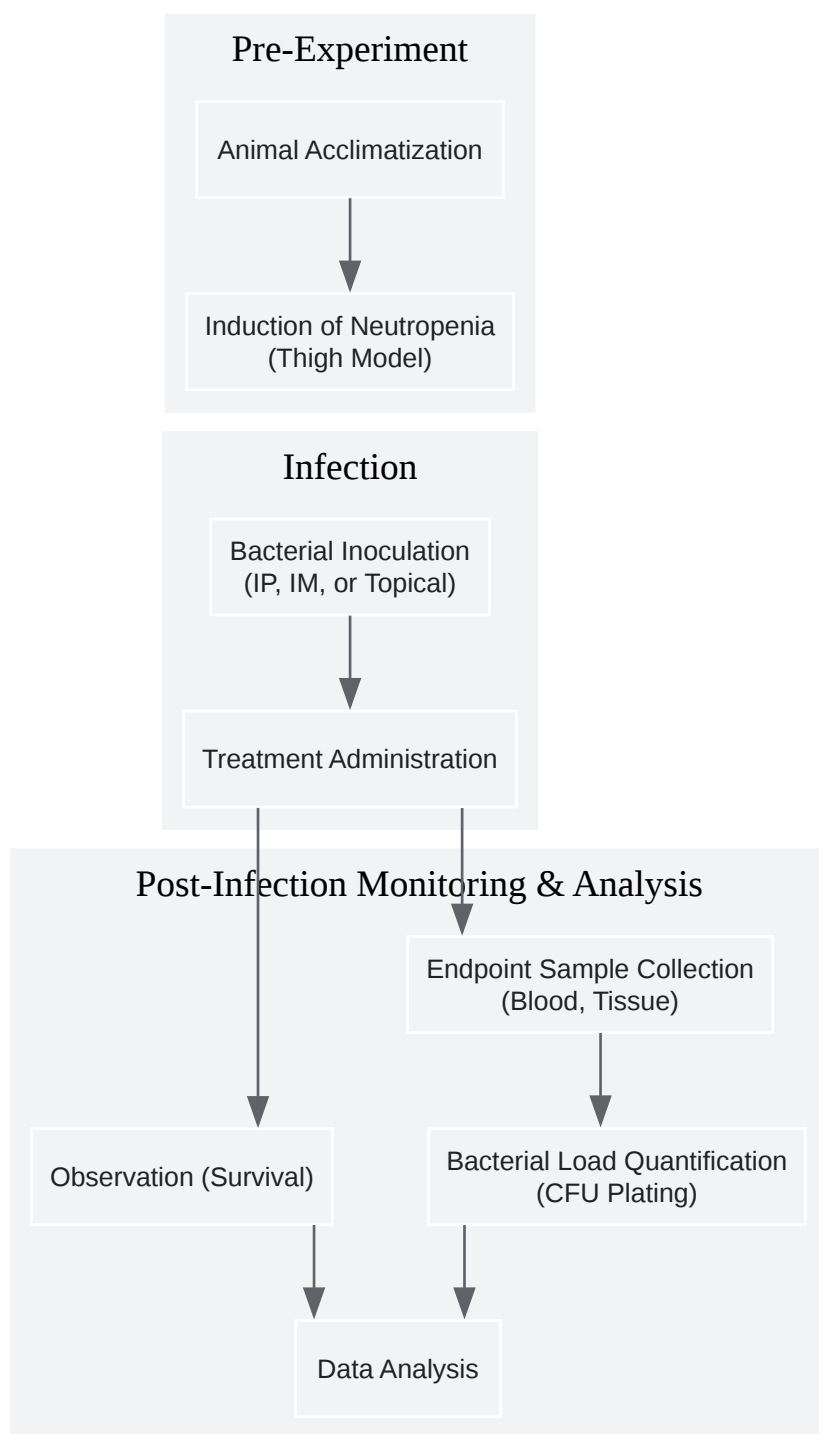 Pre-Experiment
Animal Acclimatization
Induction of Neutropenia
(Thigh Model)
Infection
Bacterial Inoculation
(IP, IM, or Topical)
Treatment Administration
Post-Infection Monitoring & Analysis
Endpoint Sample Collection
(Blood, Tissue)
Observation (Survival)
Bacterial Load Quantification
(CFU Plating)
Data Analysis